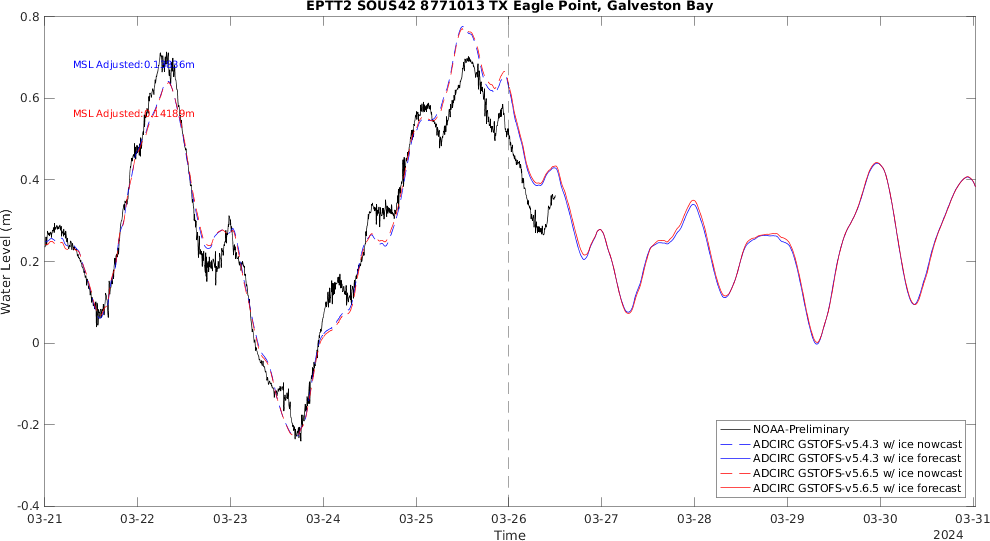 EPTT2 SOUS42 8771013 TX Eagle Point, Galveston Bay
0.8
0.6
0.4
0.2
0
-0.2
-0.4
Water Level (m)
MSL Adjusted:
MSL Adjusted:0.14189m
NOAA-Preliminary
ADCIRC GSTOFS-v5.4.3 w/ ice nowcast
ADCIRC GSTOFS-v5.4.3 w/ ice forecast
ADCIRC GSTOFS-v5.6.5 w/ ice nowcast
ADCIRC GSTOFS-v5.6.5 w/ ice forecast
03-21 03-22 03-23 03-24 03-25 03-26 03-27 03-28 03-29 03-30 03-31
Time
2024